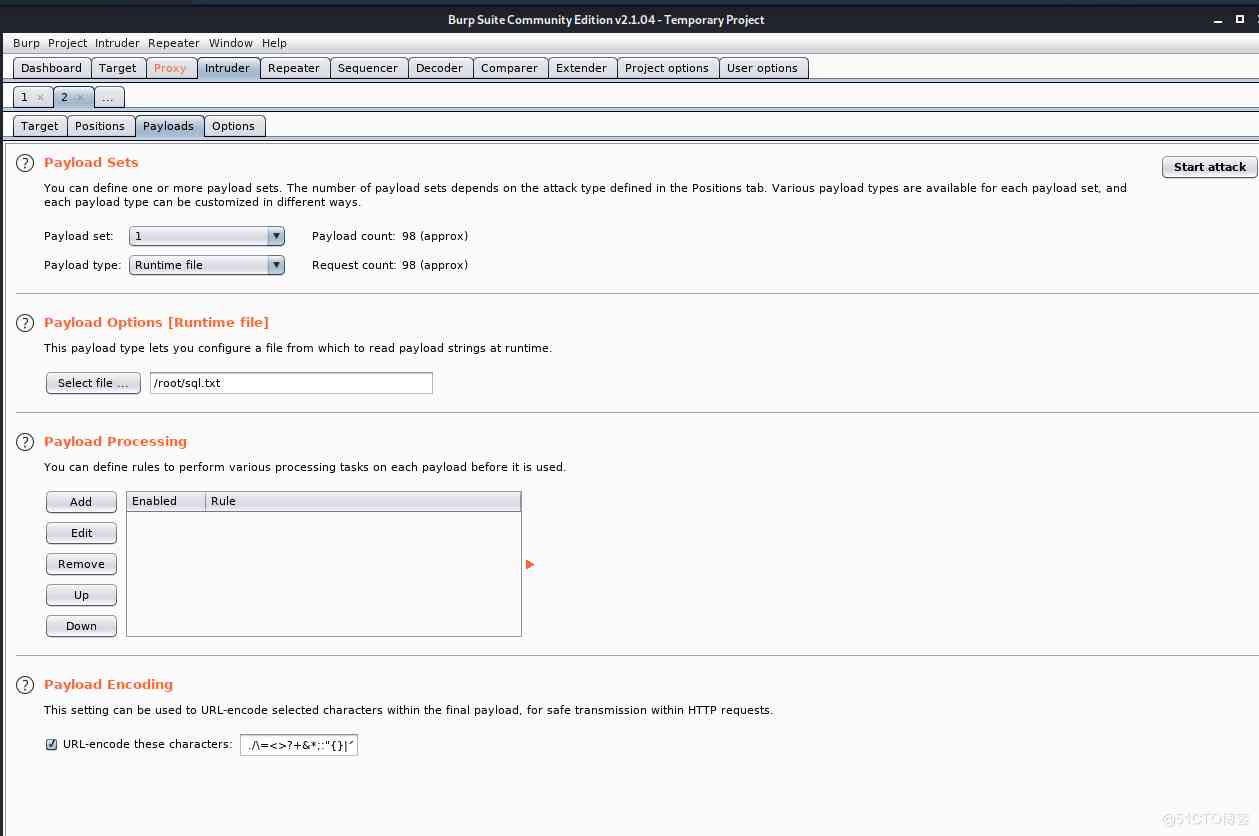 Burp Suite Community Edition v2.1.04 - Temporary Project
Burp Project Intruder Repeater Window Help
Dashboard Target Proxy Intruder Repeater Sequencer Decoder Comparer Extender Project options User options
1 × 2 × ...
Target Positions Payloads Options
? Payload Sets
Start attack
You can define one or more payload sets. The number of payload sets depends on the attack type defined in the Positions tab. Various payload types are available for each payload set, and
each payload type can be customized in different ways.
Payload set: 1 Payload count: 98 (approx)
Payload type: Runtime file Request count: 98 (approx)
? Payload Options [Runtime file]
This payload type lets you configure a file from which to read payload strings at runtime.
Select file ... /root/sql.txt
? Payload Processing
You can define rules to perform various processing tasks on each payload before it is used.
Add Enabled Rule
Edit
Remove
Up
Down
? Payload Encoding
This setting can be used to URL-encode selected characters within the final payload, for safe transmission within HTTP requests.
URL-encode these characters: ./\=<>?+&*;:"{}|^
@51CTO博客